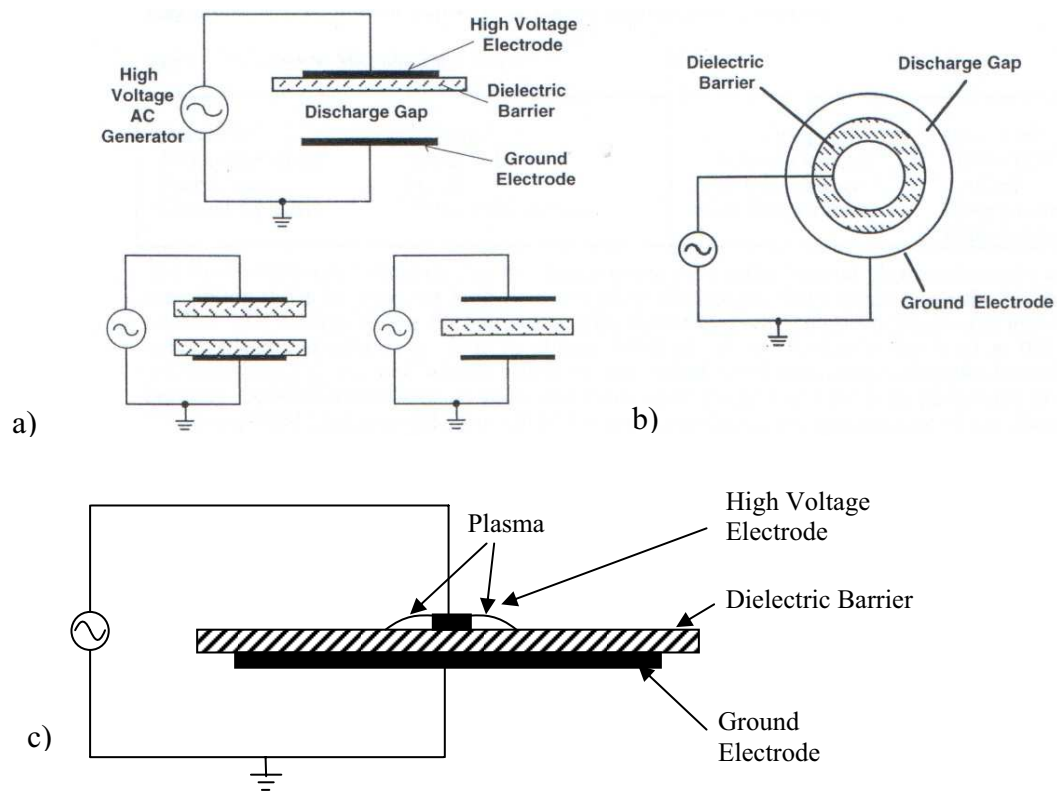 High Voltage
Electrode
High
Voltage
AC
Generator
Dielectric
Barrier
Discharge Gap
Ground
Electrode
a)
Dielectric
Barrier
Discharge Gap
Ground Electrode
b)
Plasma
High Voltage
Electrode
Dielectric Barrier
Ground
Electrode
c)